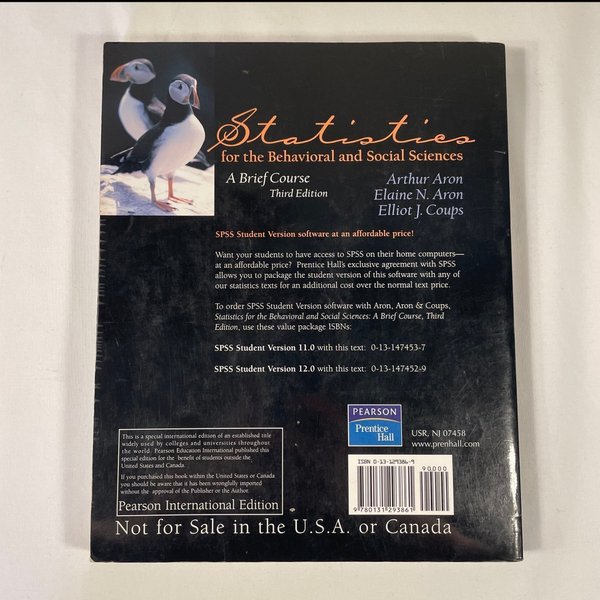 Statistics
for the Behavioral and Social Sciences
A Brief Course
Third Edition
Arthur Aron
Elaine N. Aron
Elliot J. Coups
SPSS Student Version software at an affordable price!
Want your students to have access to SPSS on their home computers—
at an affordable price? Prentice Hall's exclusive agreement with SPSS
allows you to package the student version of this software with any of
our statistics texts for an additional cost over the normal text price.
To order SPSS Student Version software with Aron, Aron & Coups,
Statistics for the Behavioral and Social Sciences: A Brief Course, Third
Edition, use these value package ISBNs:
SPSS Student Version 11.0 with this text: 0-13-147453-7
SPSS Student Version 12.0 with this text: 0-13-147452-9
This is a special international edition of an established title
widely used by colleges and universities throughout
the world. Pearson Education International published this
special edition for the benefit of students outside the
United States and Canada.
If you purchased this book within the United States or Canada
you should be aware that it has been wrongfully imported
without the approval of the Publisher or the Author.
Pearson International Edition
Not for Sale in the U.S.A. or Canada
PEARSON
Prentice
Hall
USR, NJ 07458
www.prenhall.com
ISBN 0-13-129386-9
90000
9 780131 293861